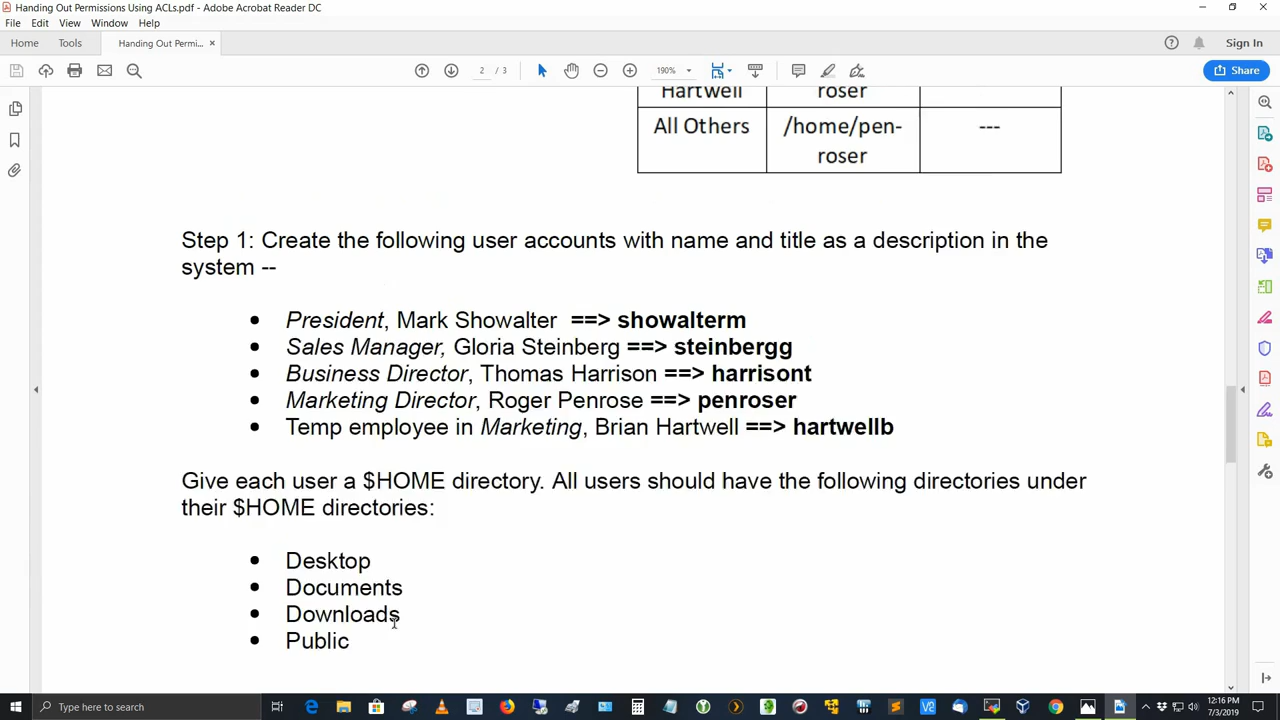 Handing Out Permissions Using ACLs.pdf - Adobe Acrobat Reader DC
File Edit View Window Help
Home Tools Handing Out Permi... × Sign In
2 / 3 190% Share
Hartwell roser
All Others /home/pen- ---
roser
Step 1: Create the following user accounts with name and title as a description in the
system --
• President, Mark Showalter ==> showalterm
• Sales Manager, Gloria Steinberg ==> steinbergg
• Business Director, Thomas Harrison ==> harrisont
• Marketing Director, Roger Penrose ==> penroser
• Temp employee in Marketing, Brian Hartwell ==> hartwellb
Give each user a $HOME directory. All users should have the following directories under
their $HOME directories:
• Desktop
• Documents
• Downloads
• Public
Type here to search
12:16 PM
7/3/2019